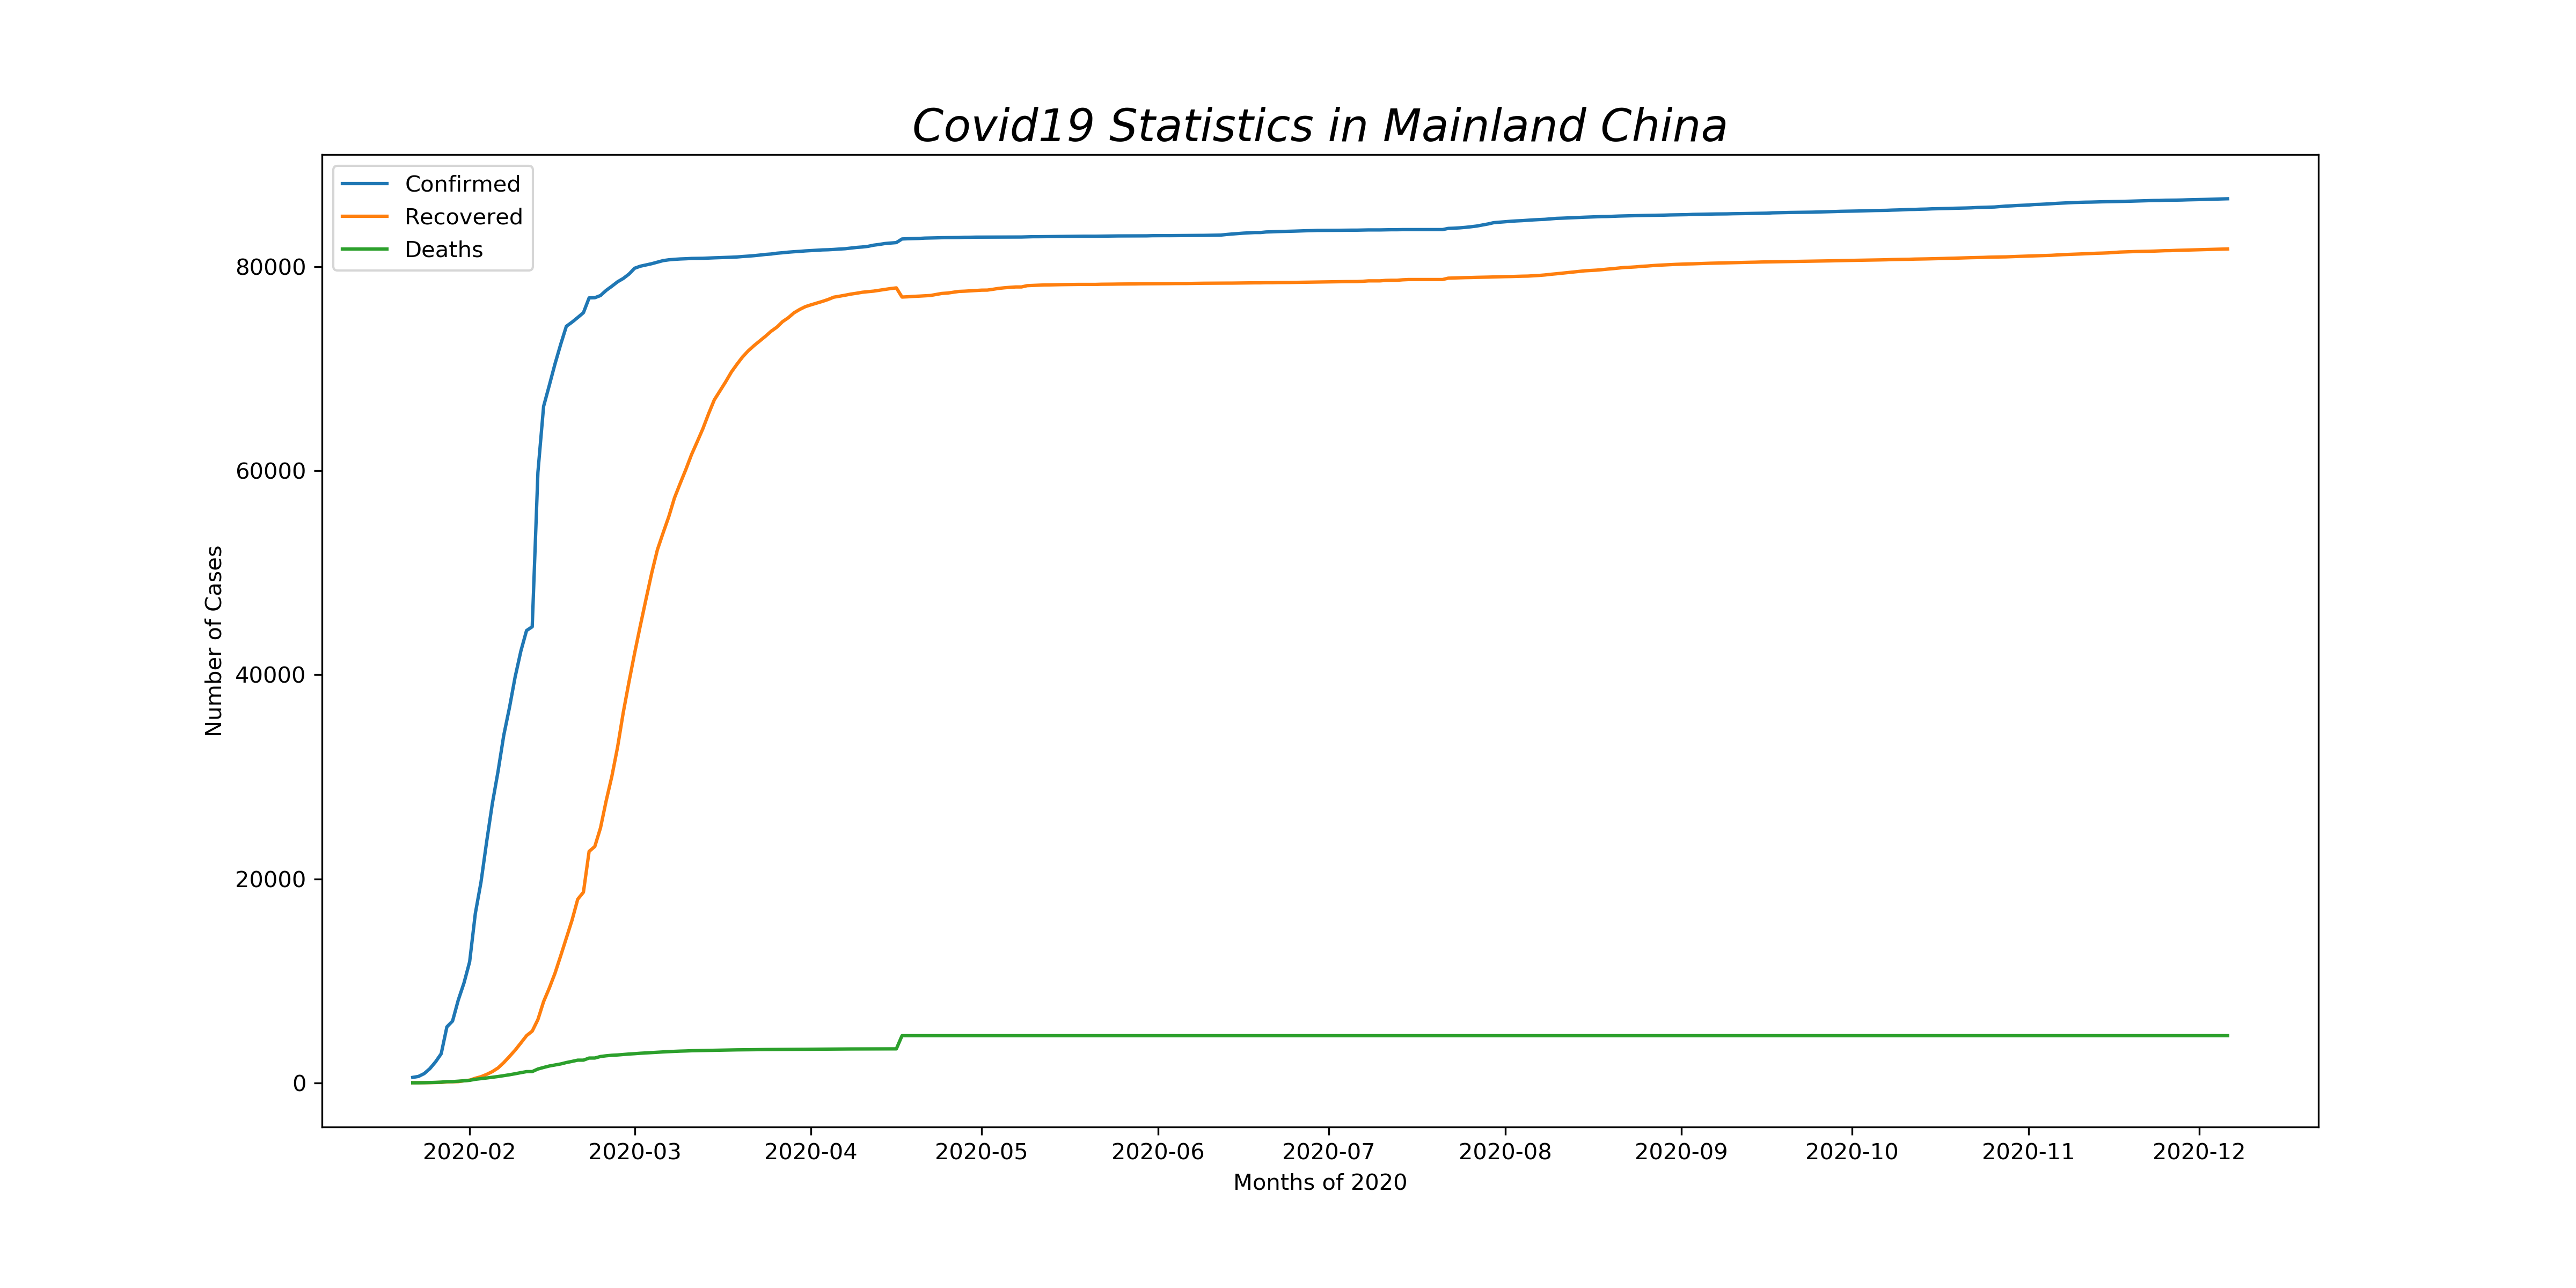 Covid19 Statistics in Mainland China
Confirmed
Recovered
Deaths
80000
60000
40000
20000
0
Number of Cases
2020-02 2020-03 2020-04 2020-05 2020-06 2020-07 2020-08 2020-09 2020-10 2020-11 2020-12
Months of 2020